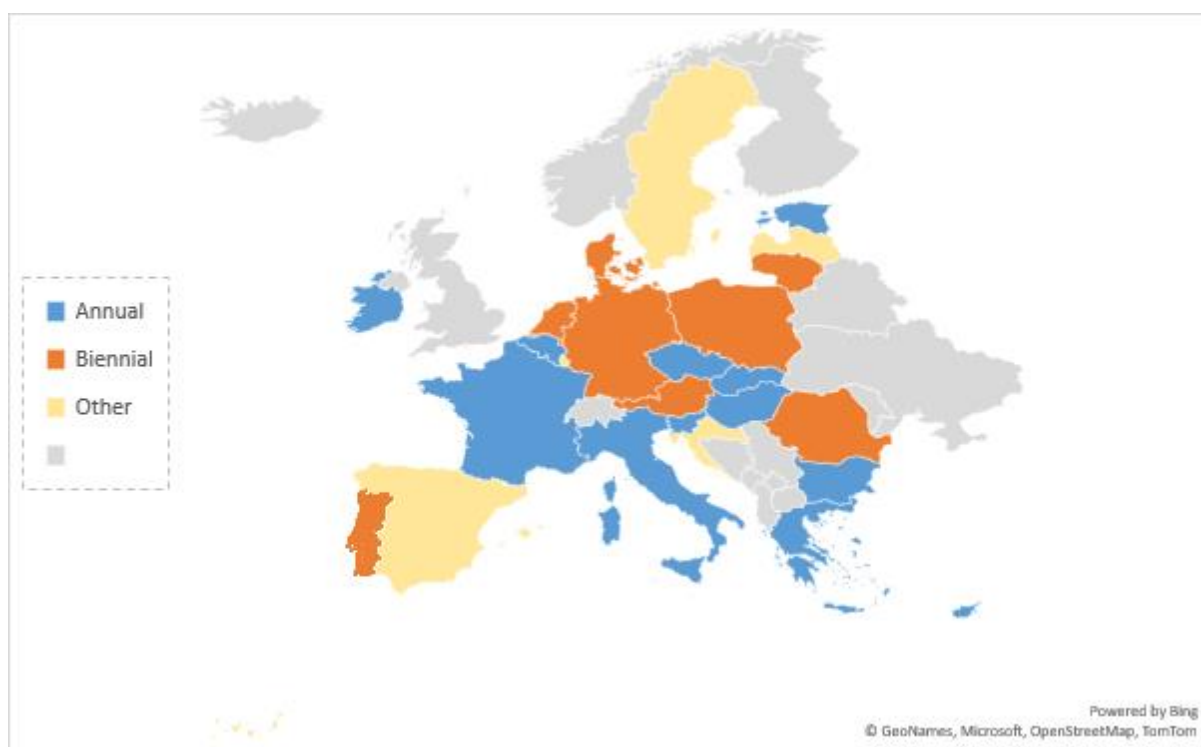 Annual
Biennial
Other
Powered by Bing
© GeoNames, Microsoft, OpenStreetMap, TomTom